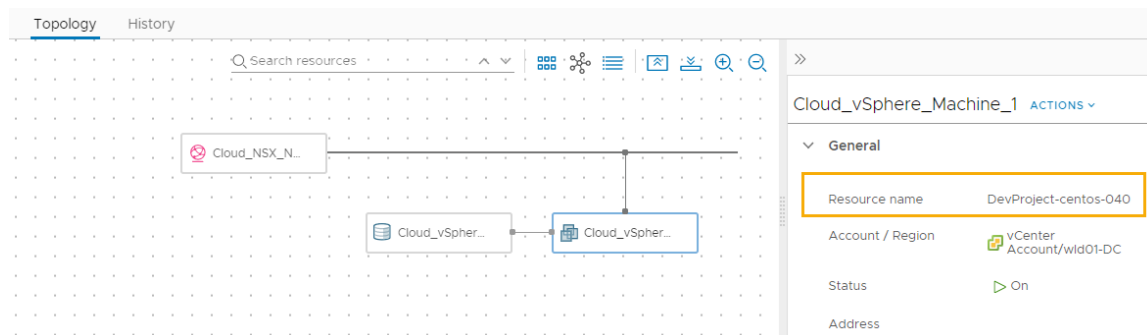 Topology History
Search resources
Cloud_vSphere_Machine_1 ACTIONS
General
Cloud_NSX_N...
Resource name DevProject-centos-040
Cloud_vSpher... Cloud_vSpher...
Account / Region vCenter
Account/wld01-DC
Status On
Address